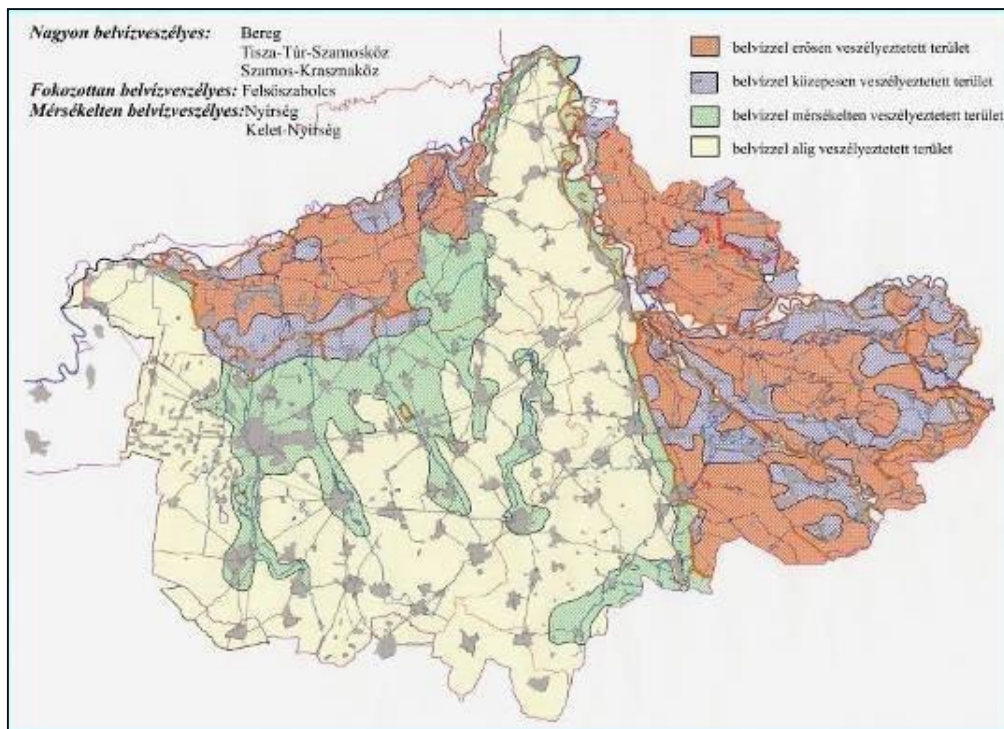 Nagyon belvízveszélyes: Bereg
Tisza-Túr-Szamosköz
Szamos-Krasznaköz
Fokozottan belvízveszélyes: Felsőszabolcs
Mérsékelten belvízveszélyes: Nyírség
Kelet-Nyírség
belvízzel erősen veszélyeztetett terület
belvízzel közepesen veszélyeztetett terület
belvízzel mérsékelten veszélyeztetett terület
belvízzel alig veszélyeztetett terület